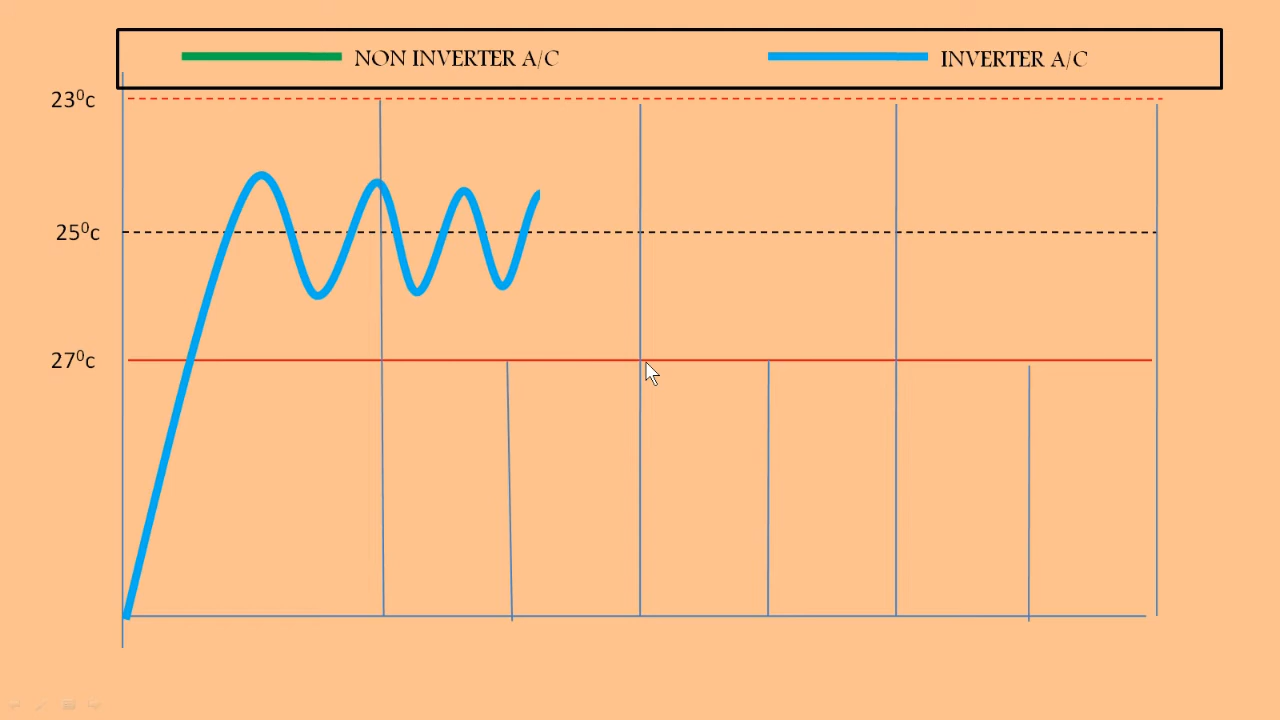 NON INVERTER A/C
INVERTER A/C
23⁰c
25⁰c
27⁰c